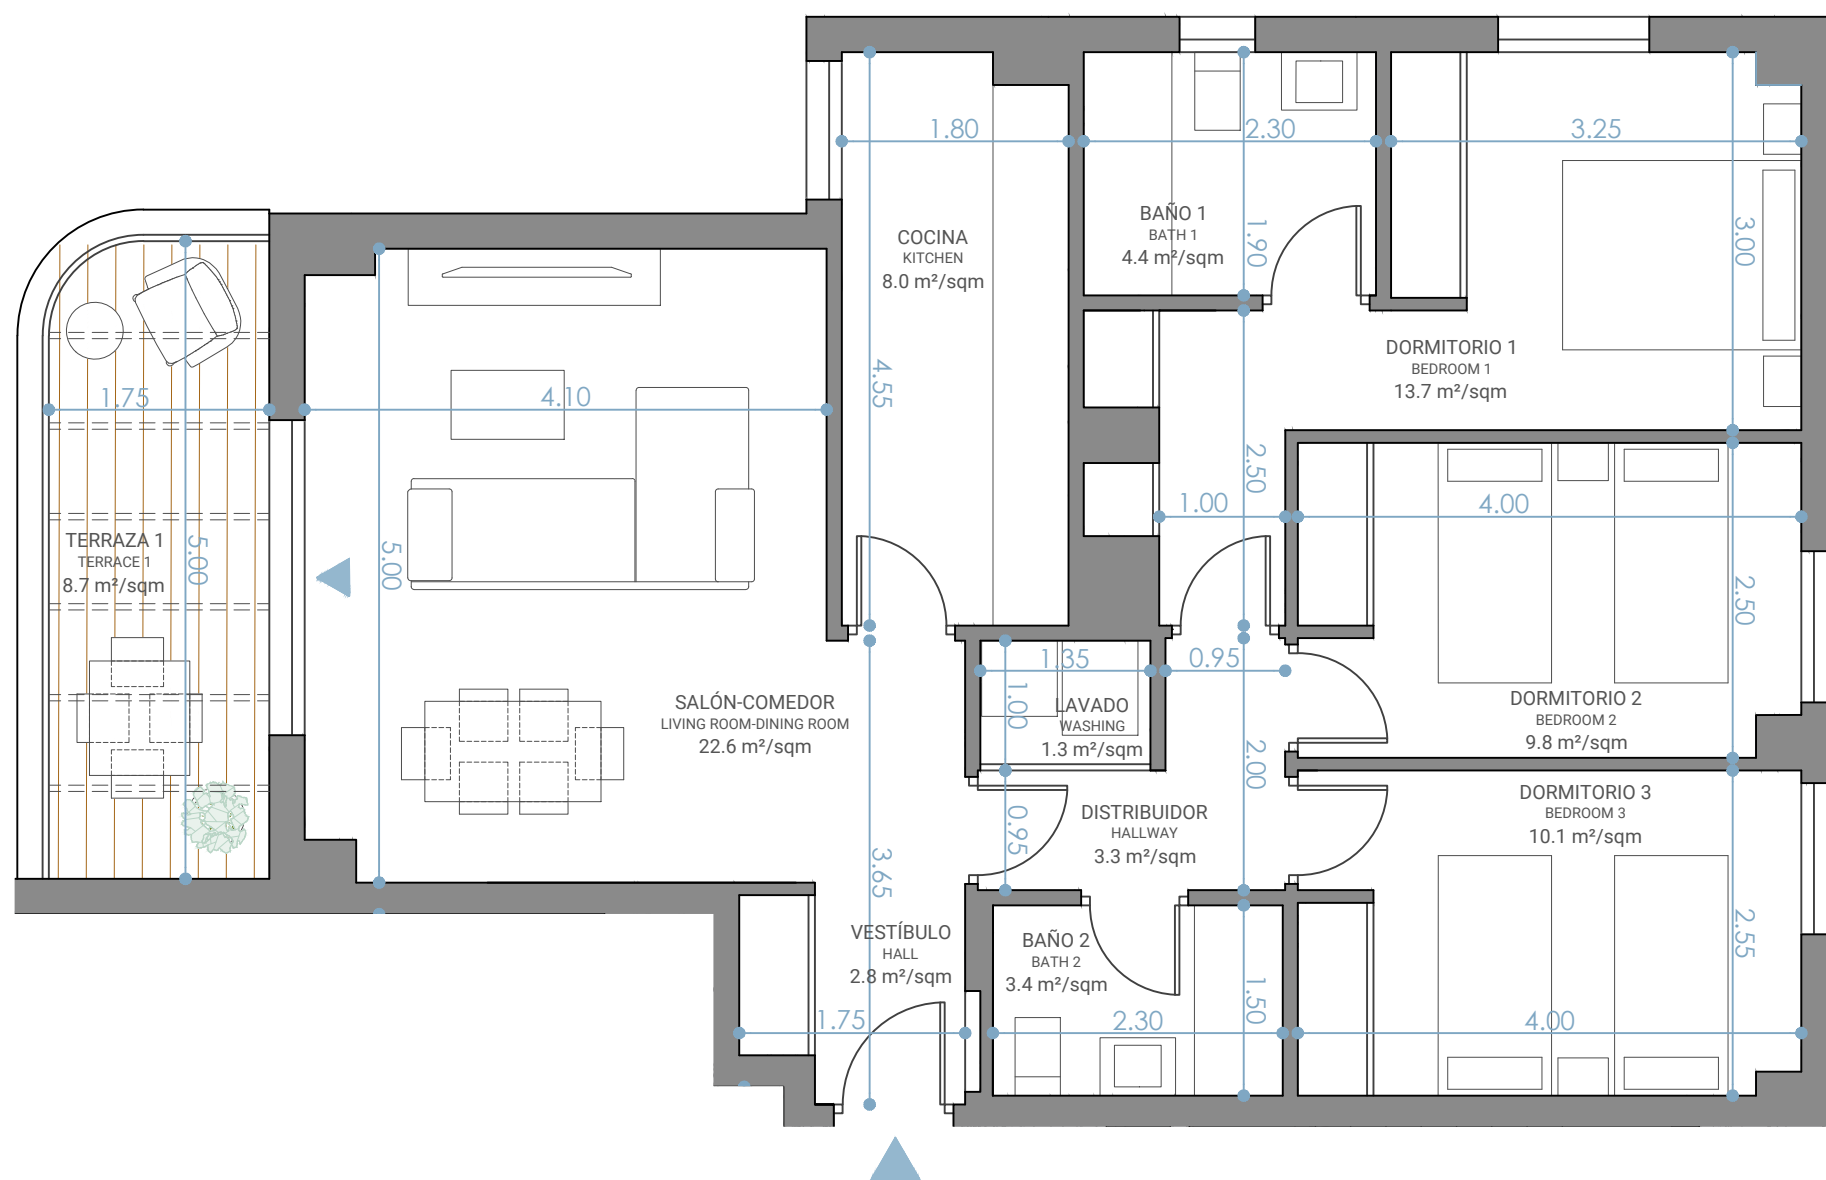 1.80
2.30
3.25
BAÑO 1
BATH 1
4.4 m²/sqm
1.90
3.00
COCINA
KITCHEN
8.0 m²/sqm
DORMITORIO 1
BEDROOM 1
13.7 m²/sqm
4.55
1.75
4.10
2.50
1.00
4.00
TERRAZA 1
TERRACE 1
8.7 m²/sqm
5.00
5.00
2.50
1.35
0.95
1.00
LAVADO
WASHING
1.3 m²/sqm
SALÓN-COMEDOR
LIVING ROOM-DINING ROOM
22.6 m²/sqm
DORMITORIO 2
BEDROOM 2
9.8 m²/sqm
2.00
DISTRIBUIDOR
HALLWAY
3.3 m²/sqm
0.95
DORMITORIO 3
BEDROOM 3
10.1 m²/sqm
3.65
VESTÍBULO
HALL
2.8 m²/sqm
BAÑO 2
BATH 2
3.4 m²/sqm
1.50
2.55
1.75
2.30
4.00